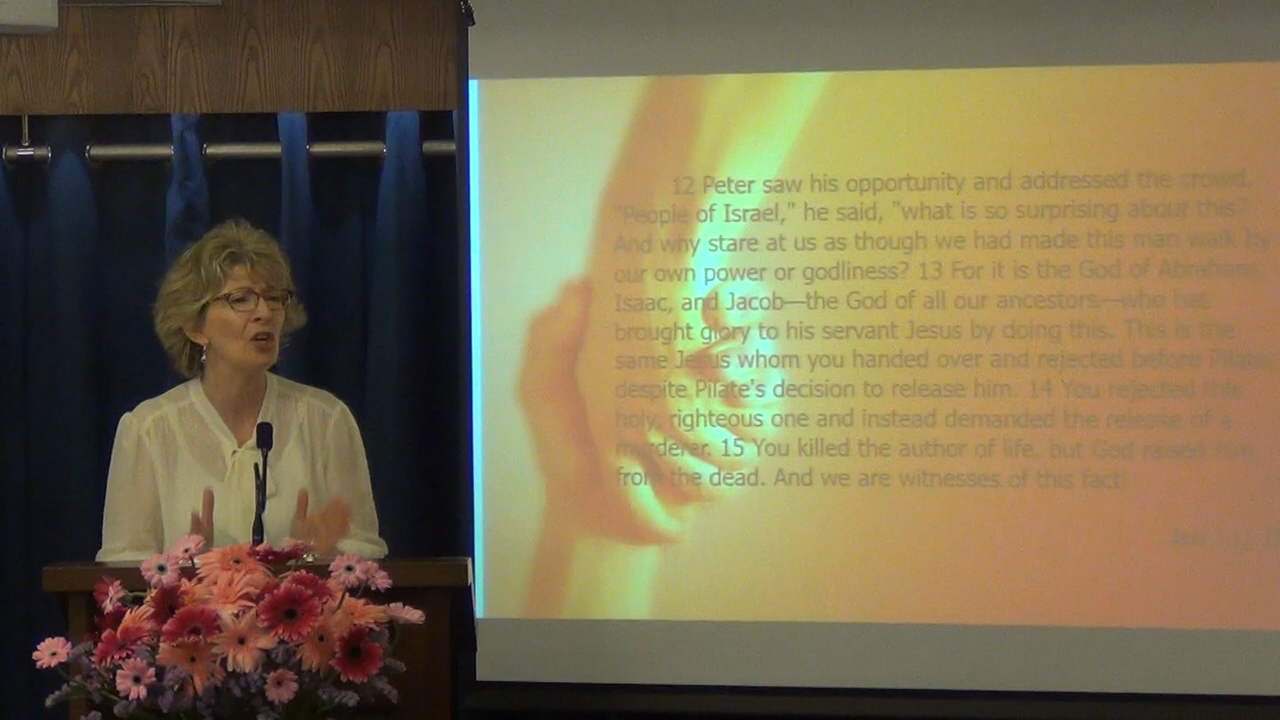 12 Peter saw his opportunity and addressed the crowd.
"People of Israel," he said, "what is so surprising about this?
And why stare at us as though we had made this man walk by
our own power or godliness? 13 For it is the God of Abraham,
Isaac, and Jacob—the God of all our ancestors—who has
brought glory to his servant Jesus by doing this. This is the
same Jesus whom you handed over and rejected before Pilate,
despite Pilate's decision to release him. 14 You rejected this
holy, righteous one and instead demanded the release of a
murderer. 15 You killed the author of life, but God raised him
from the dead. And we are witnesses of this fact!